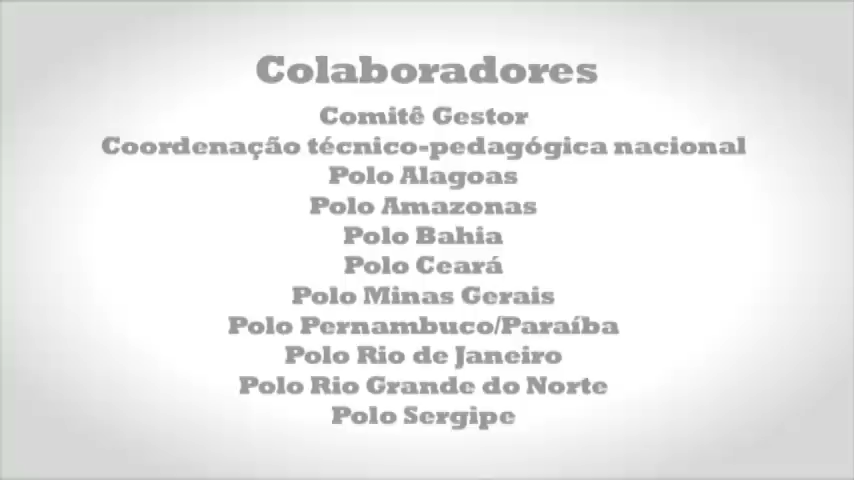 Colaboradores
Comitê Gestor
Coordenação técnico-pedagógica nacional
Polo Alagoas
Polo Amazonas
Polo Bahia
Polo Ceará
Polo Minas Gerais
Polo Pernambuco/Paraíba
Polo Rio de Janeiro
Polo Rio Grande do Norte
Polo Sergipe